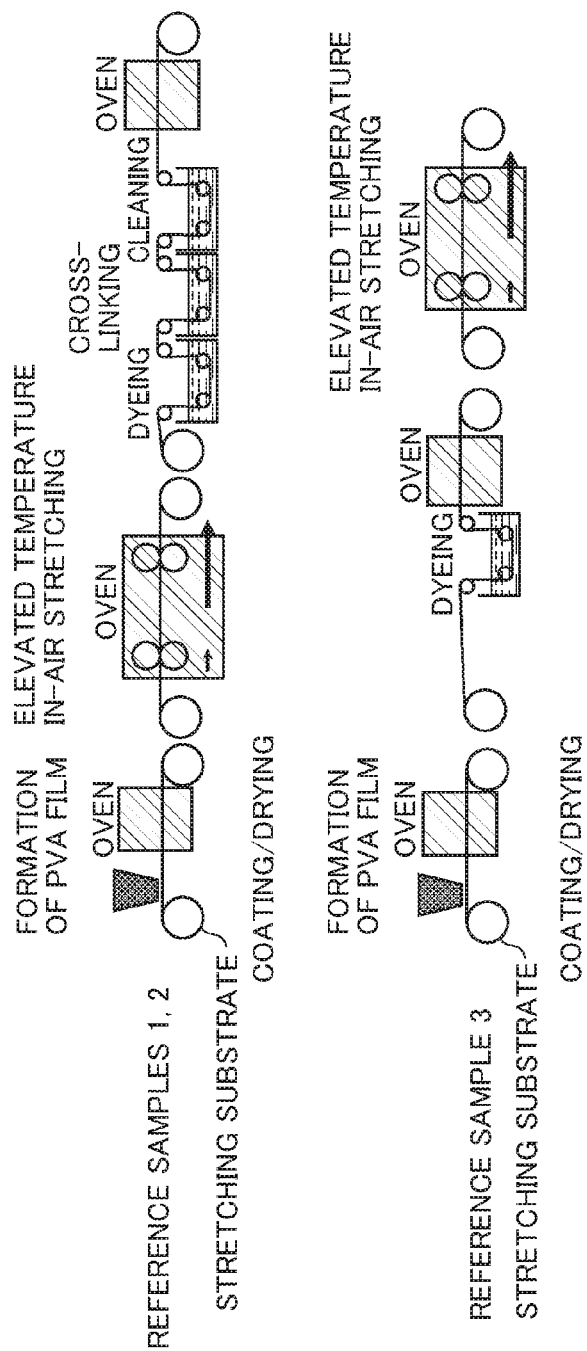 REFERENCE SAMPLES 1, 2
STRETCHING SUBSTRATE
FORMATION
OF PVA FILM
OVEN
COATING/DRYING
ELEVATED TEMPERATURE
IN-AIR STRETCHING
OVEN
DYEING
CROSS-
LINKING
CLEANING
OVEN
REFERENCE SAMPLE 3
STRETCHING SUBSTRATE
FORMATION
OF PVA FILM
OVEN
COATING/DRYING
DYEING
OVEN
ELEVATED TEMPERATURE
IN-AIR STRETCHING
OVEN